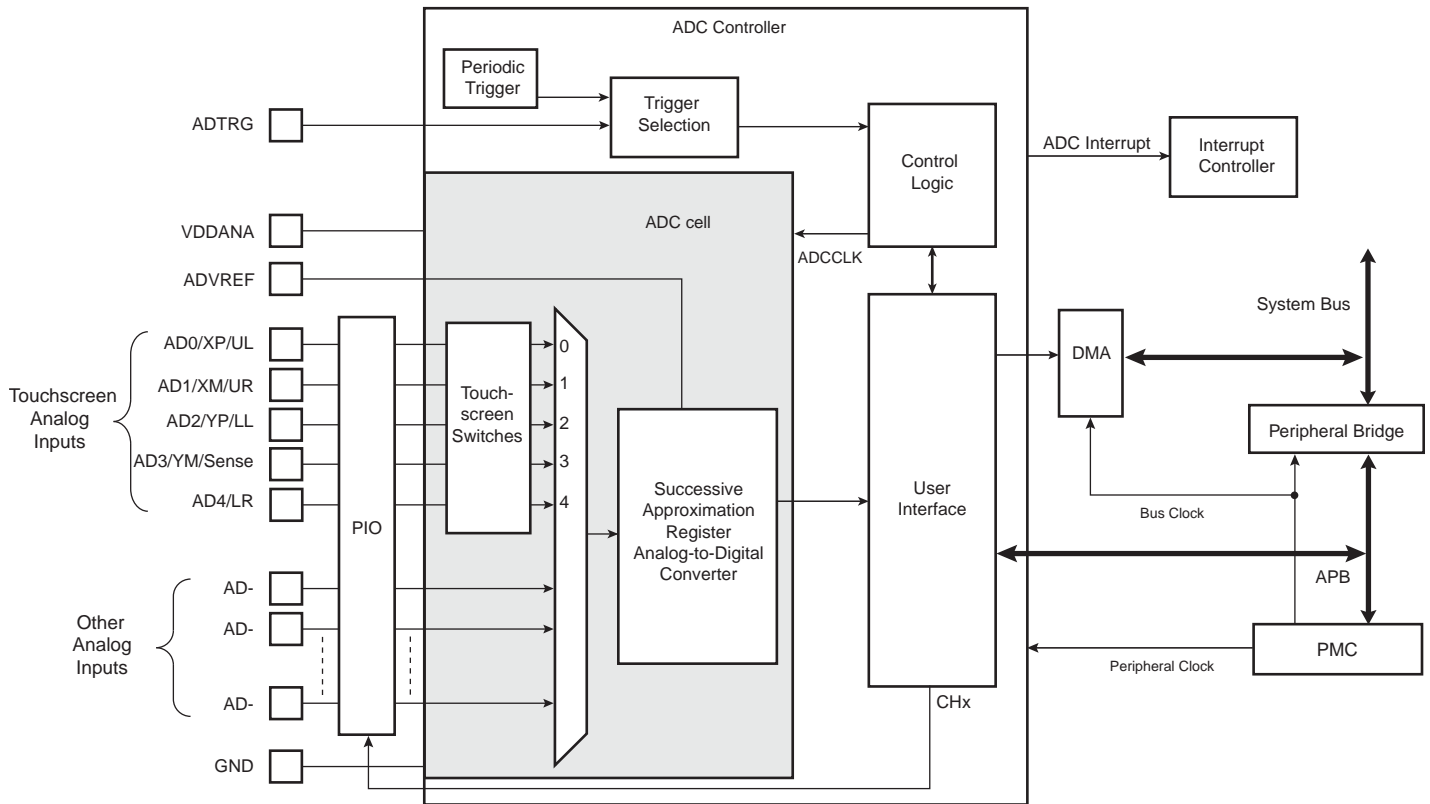 ADC Controller
Periodic
Trigger
Trigger
Selection
ADTRG
Control
Logic
ADC Interrupt
Interrupt
Controller
VDDANA
ADC cell
ADCCLK
ADVREF
System Bus
Touchscreen
Analog
Inputs
AD0/XP/UL
AD1/XM/UR
AD2/YP/LL
AD3/YM/Sense
AD4/LR
PIO
Touch-
screen
Switches
0
1
2
3
4
Successive
Approximation
Register
Analog-to-Digital
Converter
User
Interface
DMA
Peripheral Bridge
Bus Clock
APB
Other
Analog
Inputs
AD-
AD-
AD-
PMC
Peripheral Clock
CHx
GND